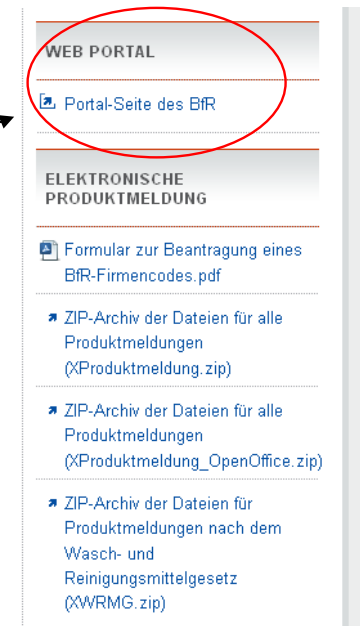 WEB PORTAL
Portal-Seite des BfR
ELEKTRONISCHE
PRODUKTMELDUNG
Formular zur Beantragung eines
BfR-Firmencodes.pdf
ZIP-Archiv der Dateien für alle
Produktmeldungen
(XProduktmeldung.zip)
ZIP-Archiv der Dateien für alle
Produktmeldungen
(XProduktmeldung_OpenOffice.zip)
ZIP-Archiv der Dateien für
Produktmeldungen nach dem
Wasch- und
Reinigungsmittelgesetz
(XWRMG.zip)